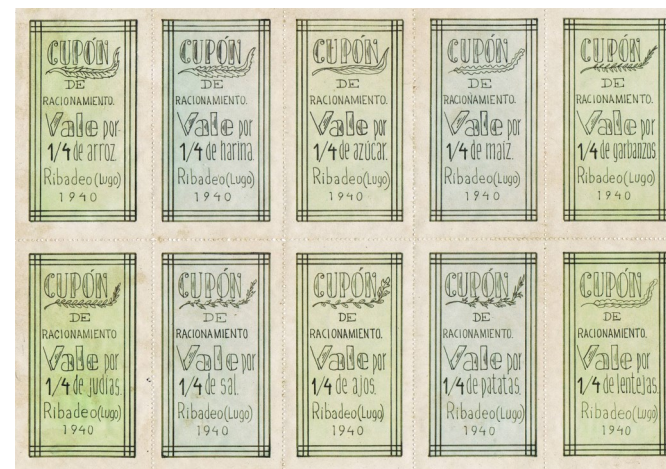 CUPÓN
DE
RACIONAMIENTO.
Vale por
1/4 de arroz.
Ribadeo (Lugo)
1940
CUPÓN
DE
RACIONAMIENTO.
Vale por
1/4 de harina.
Ribadeo (Lugo)
1940
CUPÓN
DE
RACIONAMIENTO.
Vale por
1/4 de azúcar.
Ribadeo (Lugo)
1940
CUPÓN
DE
RACIONAMIENTO.
Vale por
1/4 de maíz.
Ribadeo (Lugo)
1940
CUPÓN
DE
RACIONAMIENTO.
Vale por
1/4 de garbanzos
Ribadeo (Lugo)
1940
CUPÓN
DE
RACIONAMIENTO
Vale por
1/4 de judías.
Ribadeo (Lugo)
1940
CUPÓN
DE
RACIONAMIENTO
Vale por
1/4 de sal.
Ribadeo (Lugo)
1940
CUPÓN
DE
RACIONAMIENTO.
Vale por
1/4 de ajos.
Ribadeo (Lugo)
1940
CUPÓN
DE
RACIONAMIENTO.
Vale por
1/4 de patatas.
Ribadeo (Lugo)
1940
CUPÓN
DE
RACIONAMIENTO.
Vale por
1/4 de lentejas.
Ribadeo (Lugo)
1940